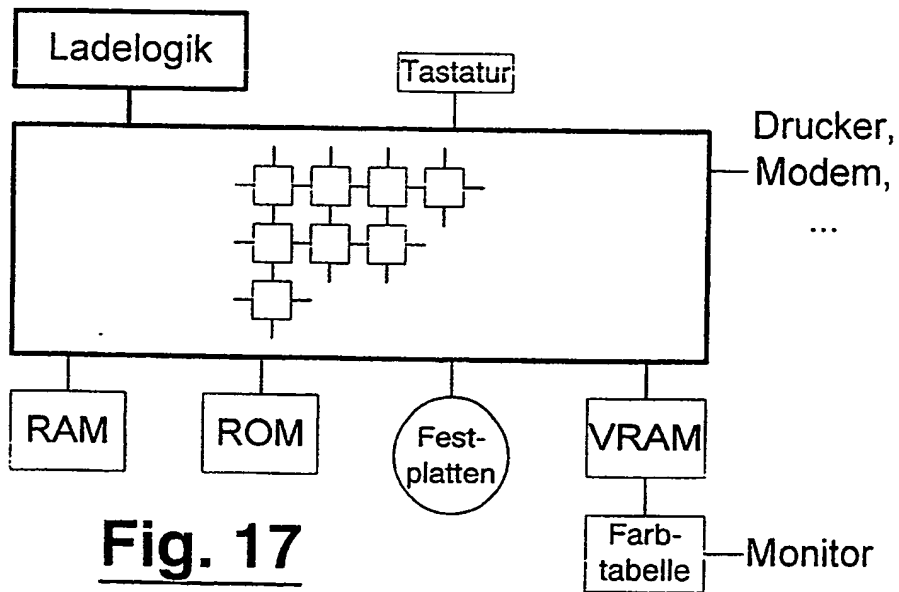 Ladelogik
Tastatur
Drucker,
Modem,
...
RAM
ROM
Fest-
platten
VRAM
Farb-
tabelle
Monitor
Fig. 17